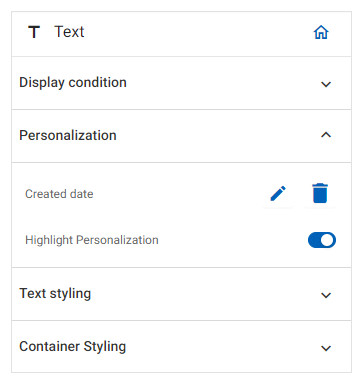 Text
Display condition
Personalization
Created date
Highlight Personalization
Text styling
Container Styling